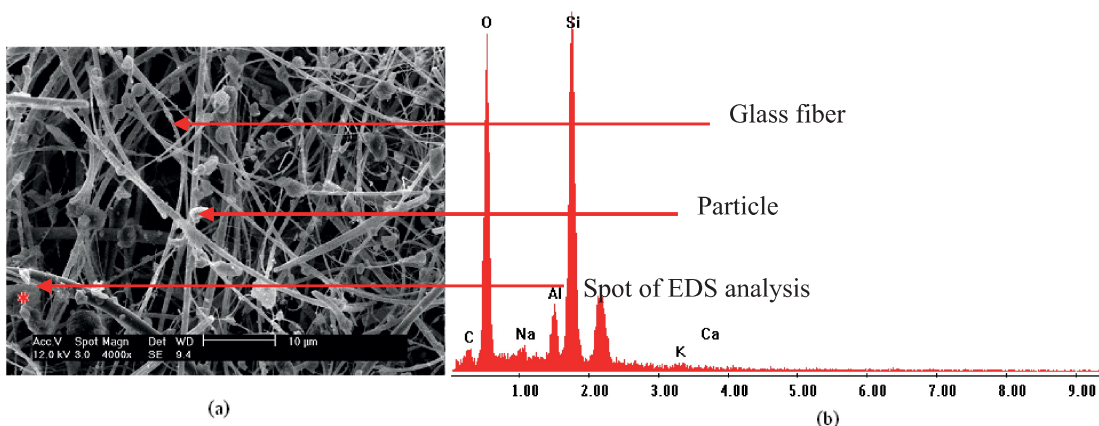 O
Si
Glass fiber
Particle
Spot of EDS analysis
Al
C
Na
K
Ca
Acc.V Spot Magn Det WD
12.0 kV 3.0 4000x SE 9.4
10 µm
1.00 2.00 3.00 4.00 5.00 6.00 7.00 8.00 9.00
(a)
(b)